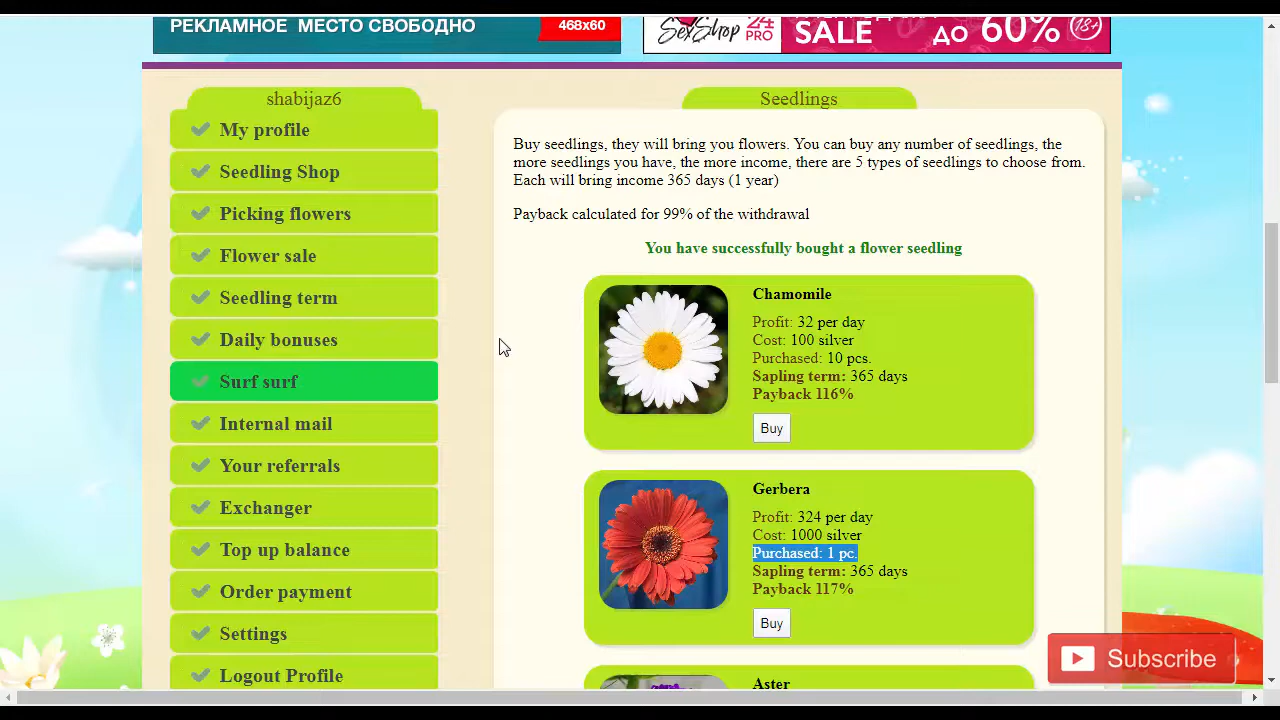 РЕКЛАМНОЕ МЕСТО СВОБОДНО
468x60
SexShop 24 PRO
SALE
ДО 60% 18+
shabijaz6
My profile
Seedling Shop
Picking flowers
Flower sale
Seedling term
Daily bonuses
Surf surf
Internal mail
Your referrals
Exchanger
Top up balance
Order payment
Settings
Logout Profile
Seedlings
Buy seedlings, they will bring you flowers. You can buy any number of seedlings, the
more seedlings you have, the more income, there are 5 types of seedlings to choose from.
Each will bring income 365 days (1 year)
Payback calculated for 99% of the withdrawal
You have successfully bought a flower seedling
Chamomile
Profit: 32 per day
Cost: 100 silver
Purchased: 10 pcs.
Sapling term: 365 days
Payback 116%
Buy
Gerbera
Profit: 324 per day
Cost: 1000 silver
Purchased: 1 pc.
Sapling term: 365 days
Payback 117%
Buy
Aster
Subscribe